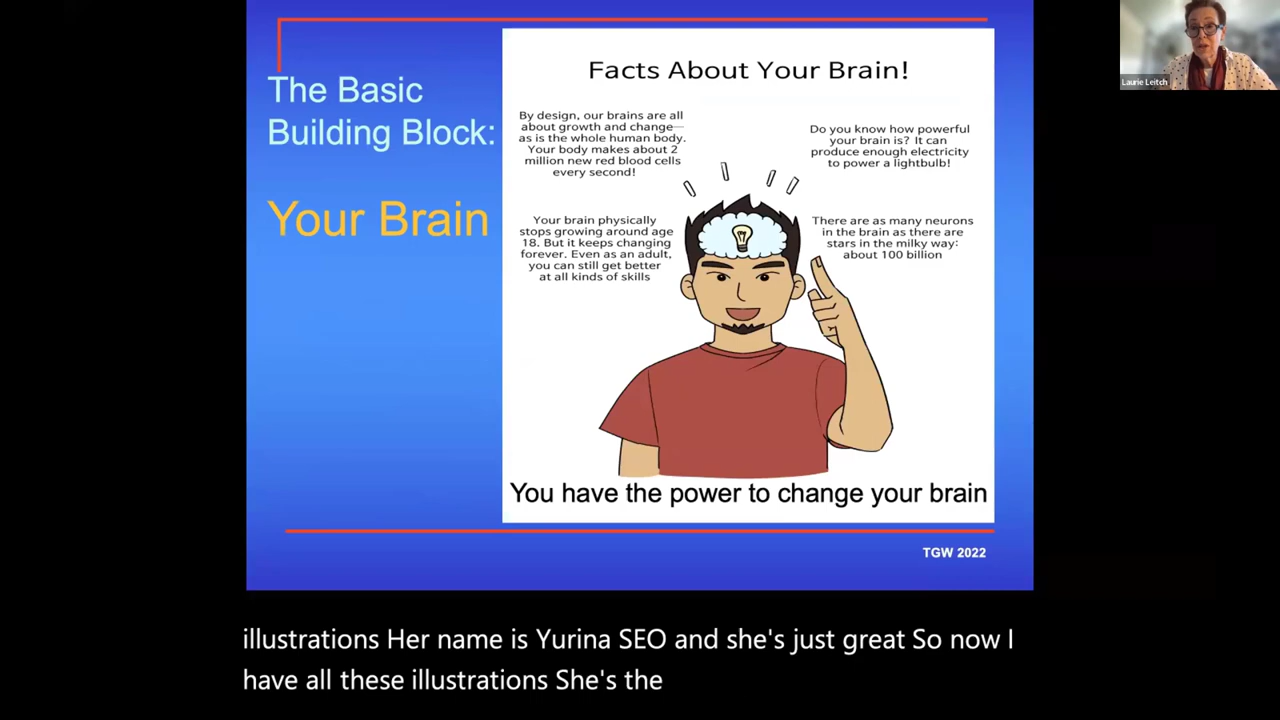 The Basic
Building Block:
Your Brain
Facts About Your Brain!
By design, our brains are all
about growth and change—
as is the whole human body.
Your body makes about 2
million new red blood cells
every second!
Do you know how powerful
your brain is? It can
produce enough electricity
to power a lightbulb!
Your brain physically
stops growing around age
18. But it keeps changing
forever. Even as an adult,
you can still get better
at all kinds of skills
There are as many neurons
in the brain as there are
stars in the milky way:
about 100 billion
You have the power to change your brain
TGW 2022
Laurie Leitch
illustrations Her name is Yurina SEO and she's just great So now I
have all these illustrations She's the